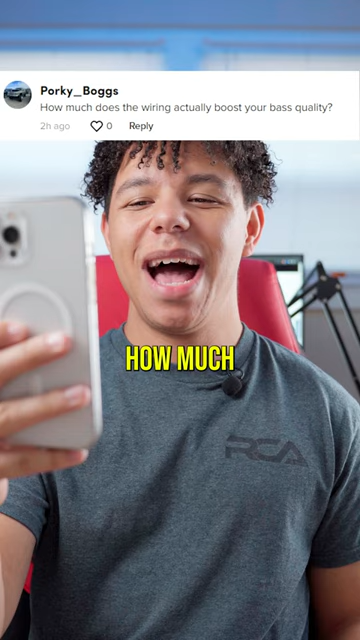 Porky_Boggs
How much does the wiring actually boost your bass quality?
2h ago 0 Reply
HOW MUCH
RCA